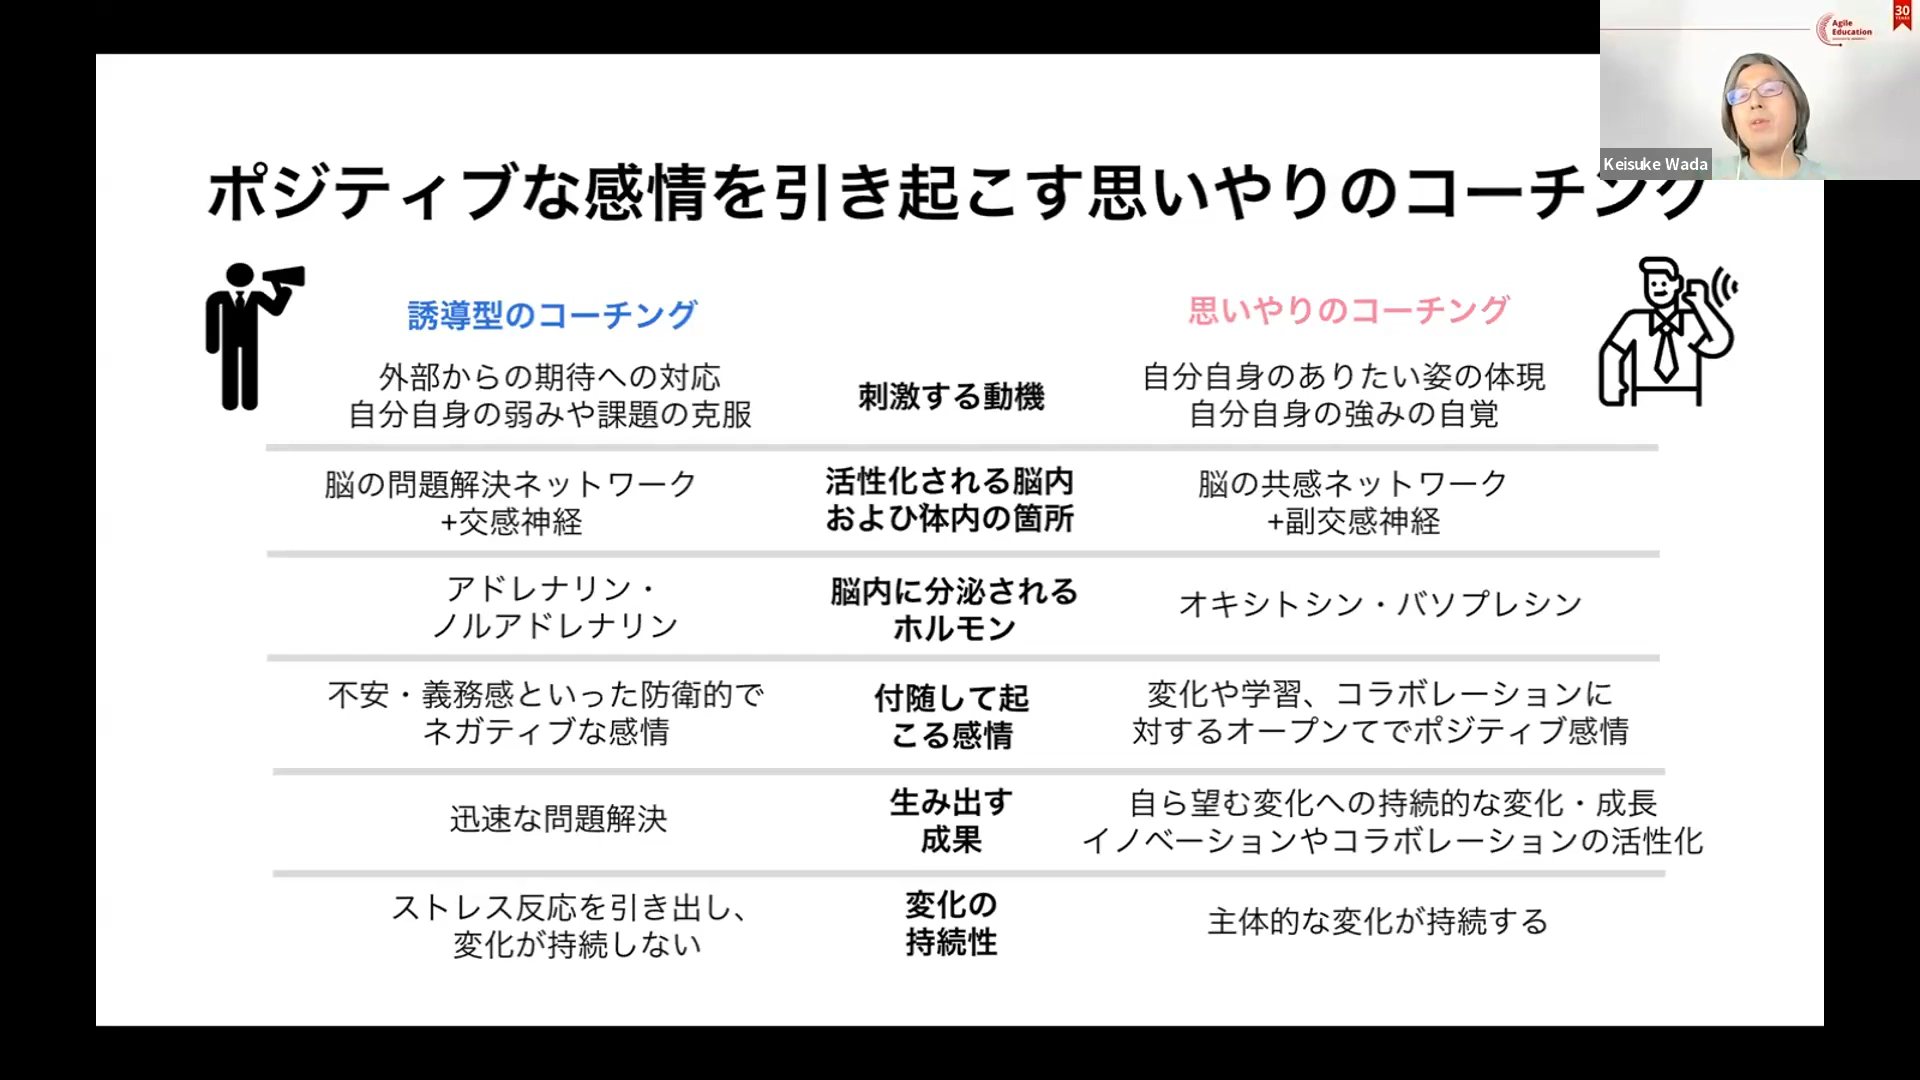 ポジティブな感情を引き起こす思いやりのコーチング
誘導型のコーチング
思いやりのコーチング
外部からの期待への対応
自分自身の弱みや課題の克服
刺激する動機
自分自身のありたい姿の体現
自分自身の強みの自覚
脳の問題解決ネットワーク
+交感神経
活性化される脳内
および体内の箇所
脳の共感ネットワーク
+副交感神経
アドレナリン・
ノルアドレナリン
脳内に分泌される
ホルモン
オキシトシン・バソプレシン
不安・義務感といった防衛的で
ネガティブな感情
付随して起
こる感情
変化や学習、コラボレーションに
対するオープンてでポジティブ感情
迅速な問題解決
生み出す
成果
自ら望む変化への持続的な変化・成長
イノベーションやコラボレーションの活性化
ストレス反応を引き出し、
変化が持続しない
変化の
持続性
主体的な変化が持続する
Agile
Education
30
YEARS
Keisuke Wada